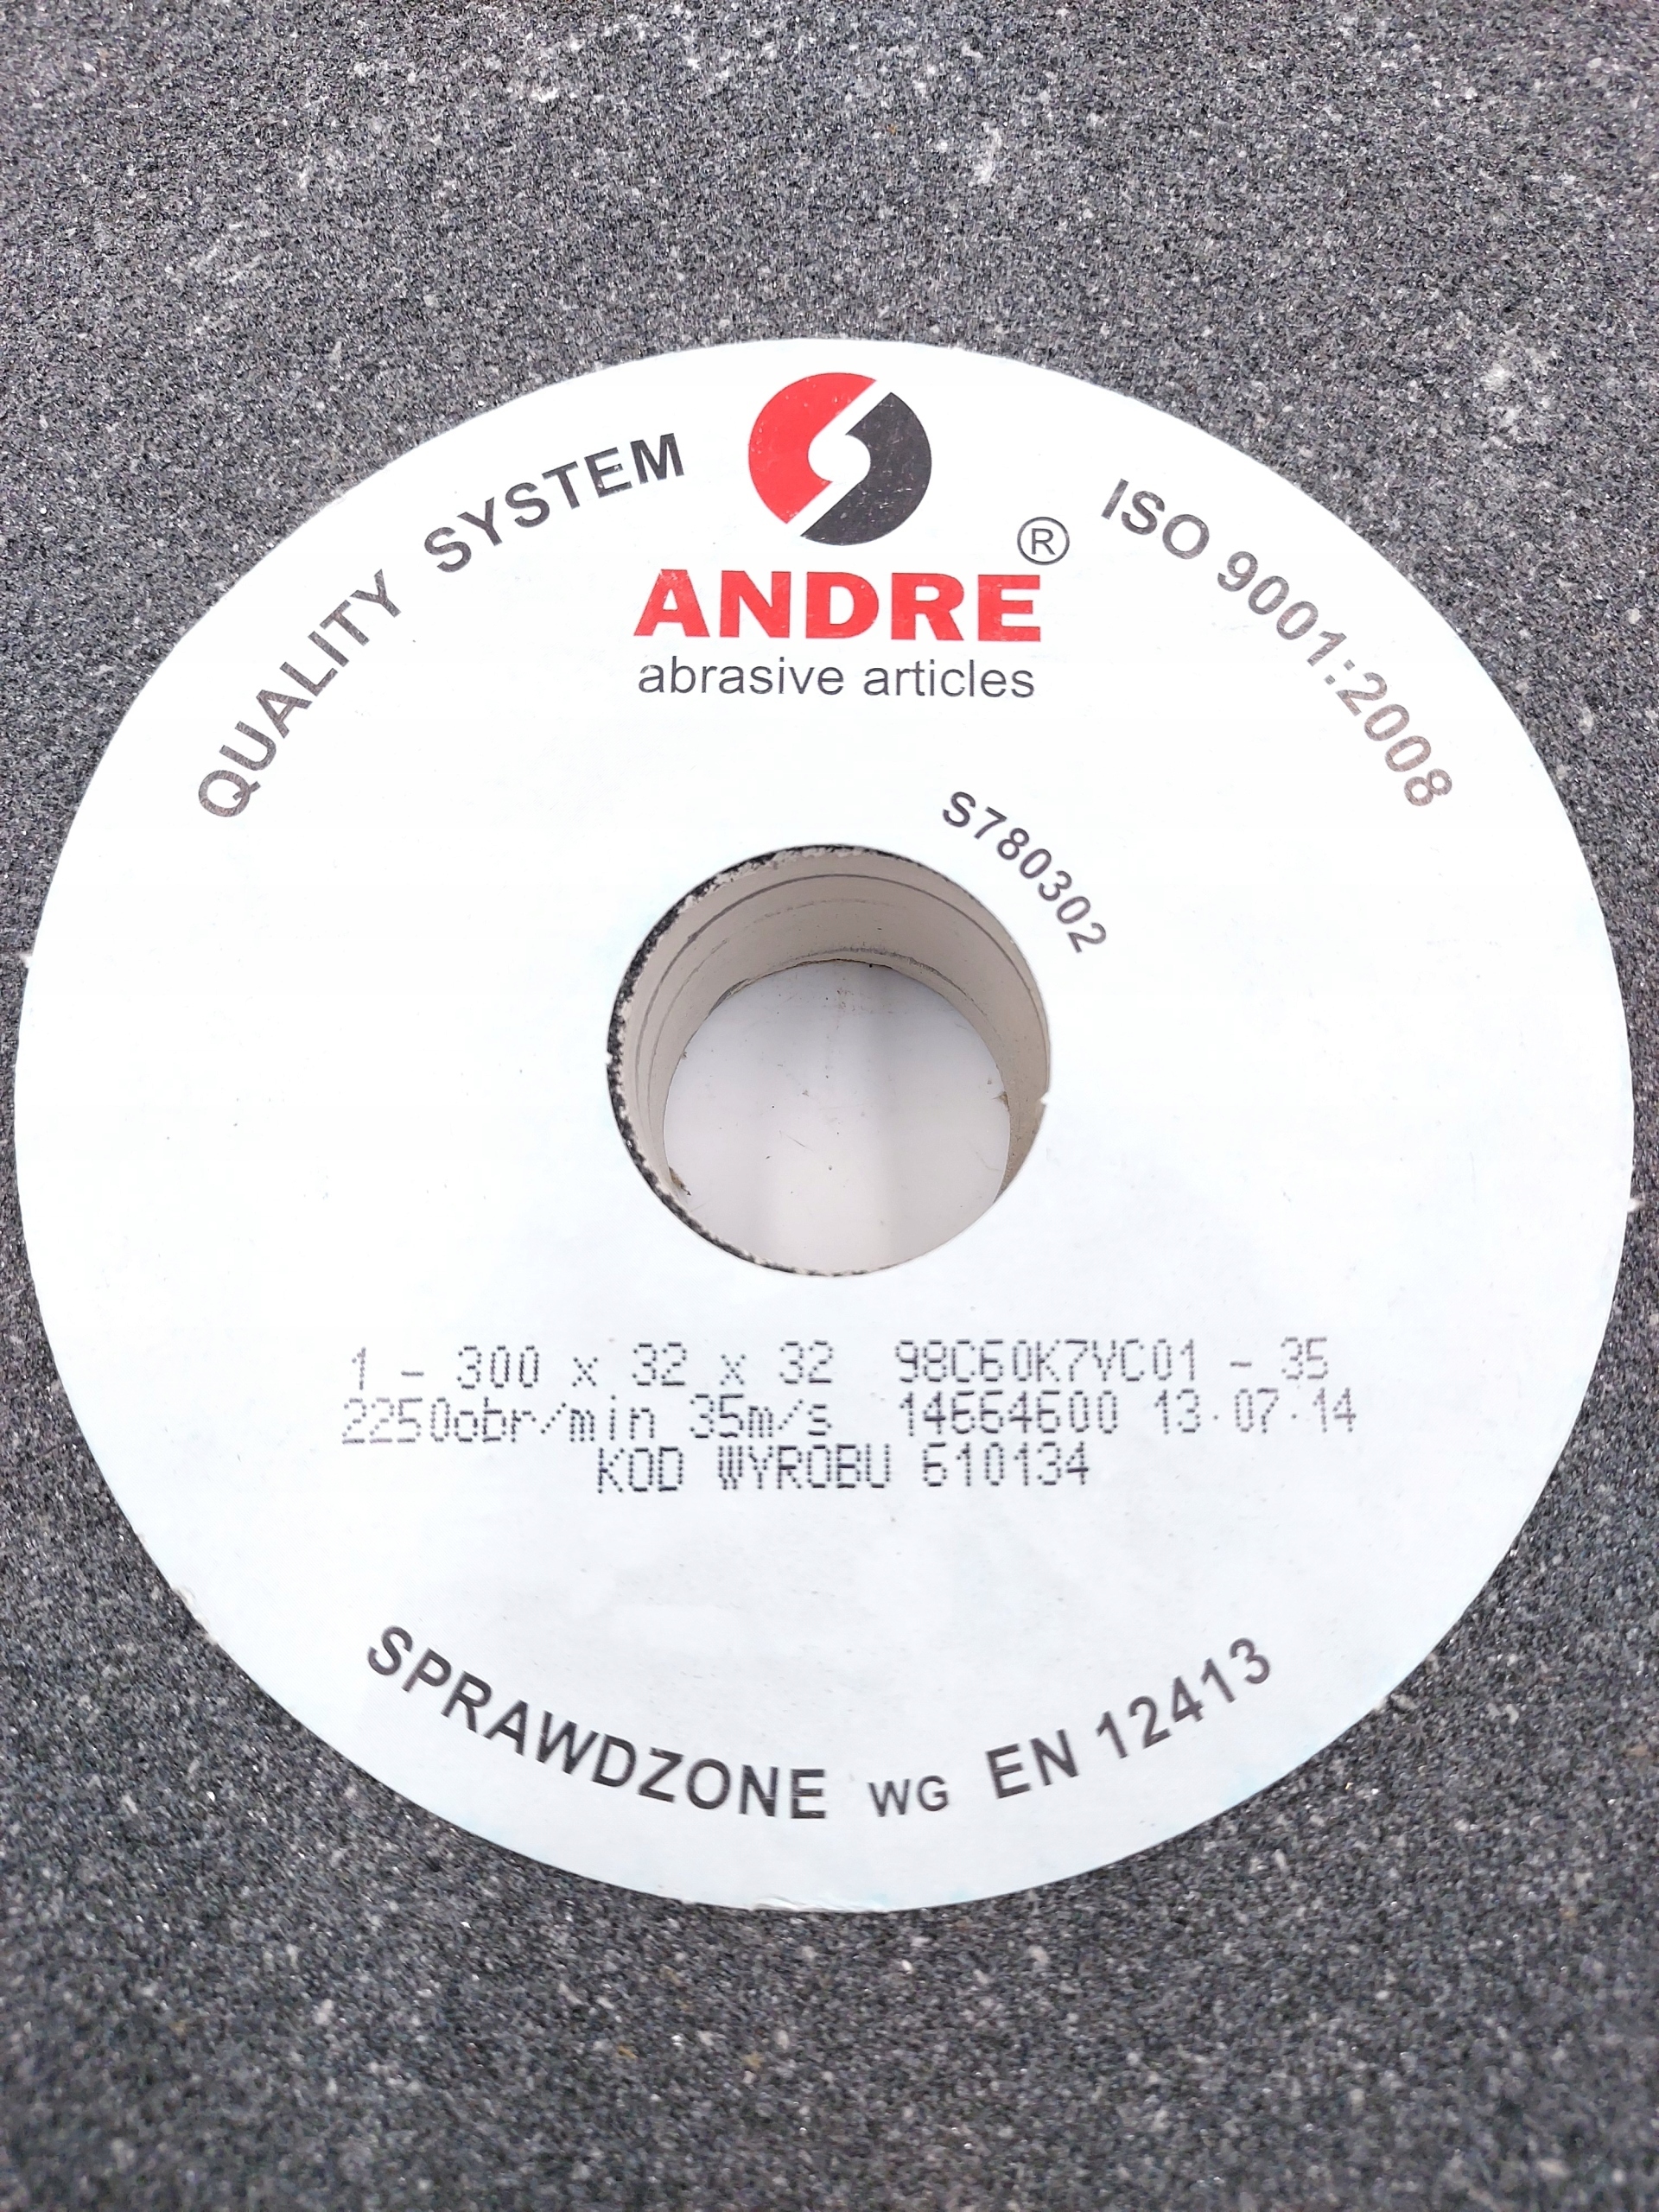 QUALITY SYSTEM
ISO 9001:2008
®
ANDRE
abrasive articles
S780302
1 - 300 x 32 x 32 98C60K7VC01 - 35
2250obr/min 35m/s 14664600 13.07.14
KOD WYROBU 610134
SPRAWDZONE WG EN 12413